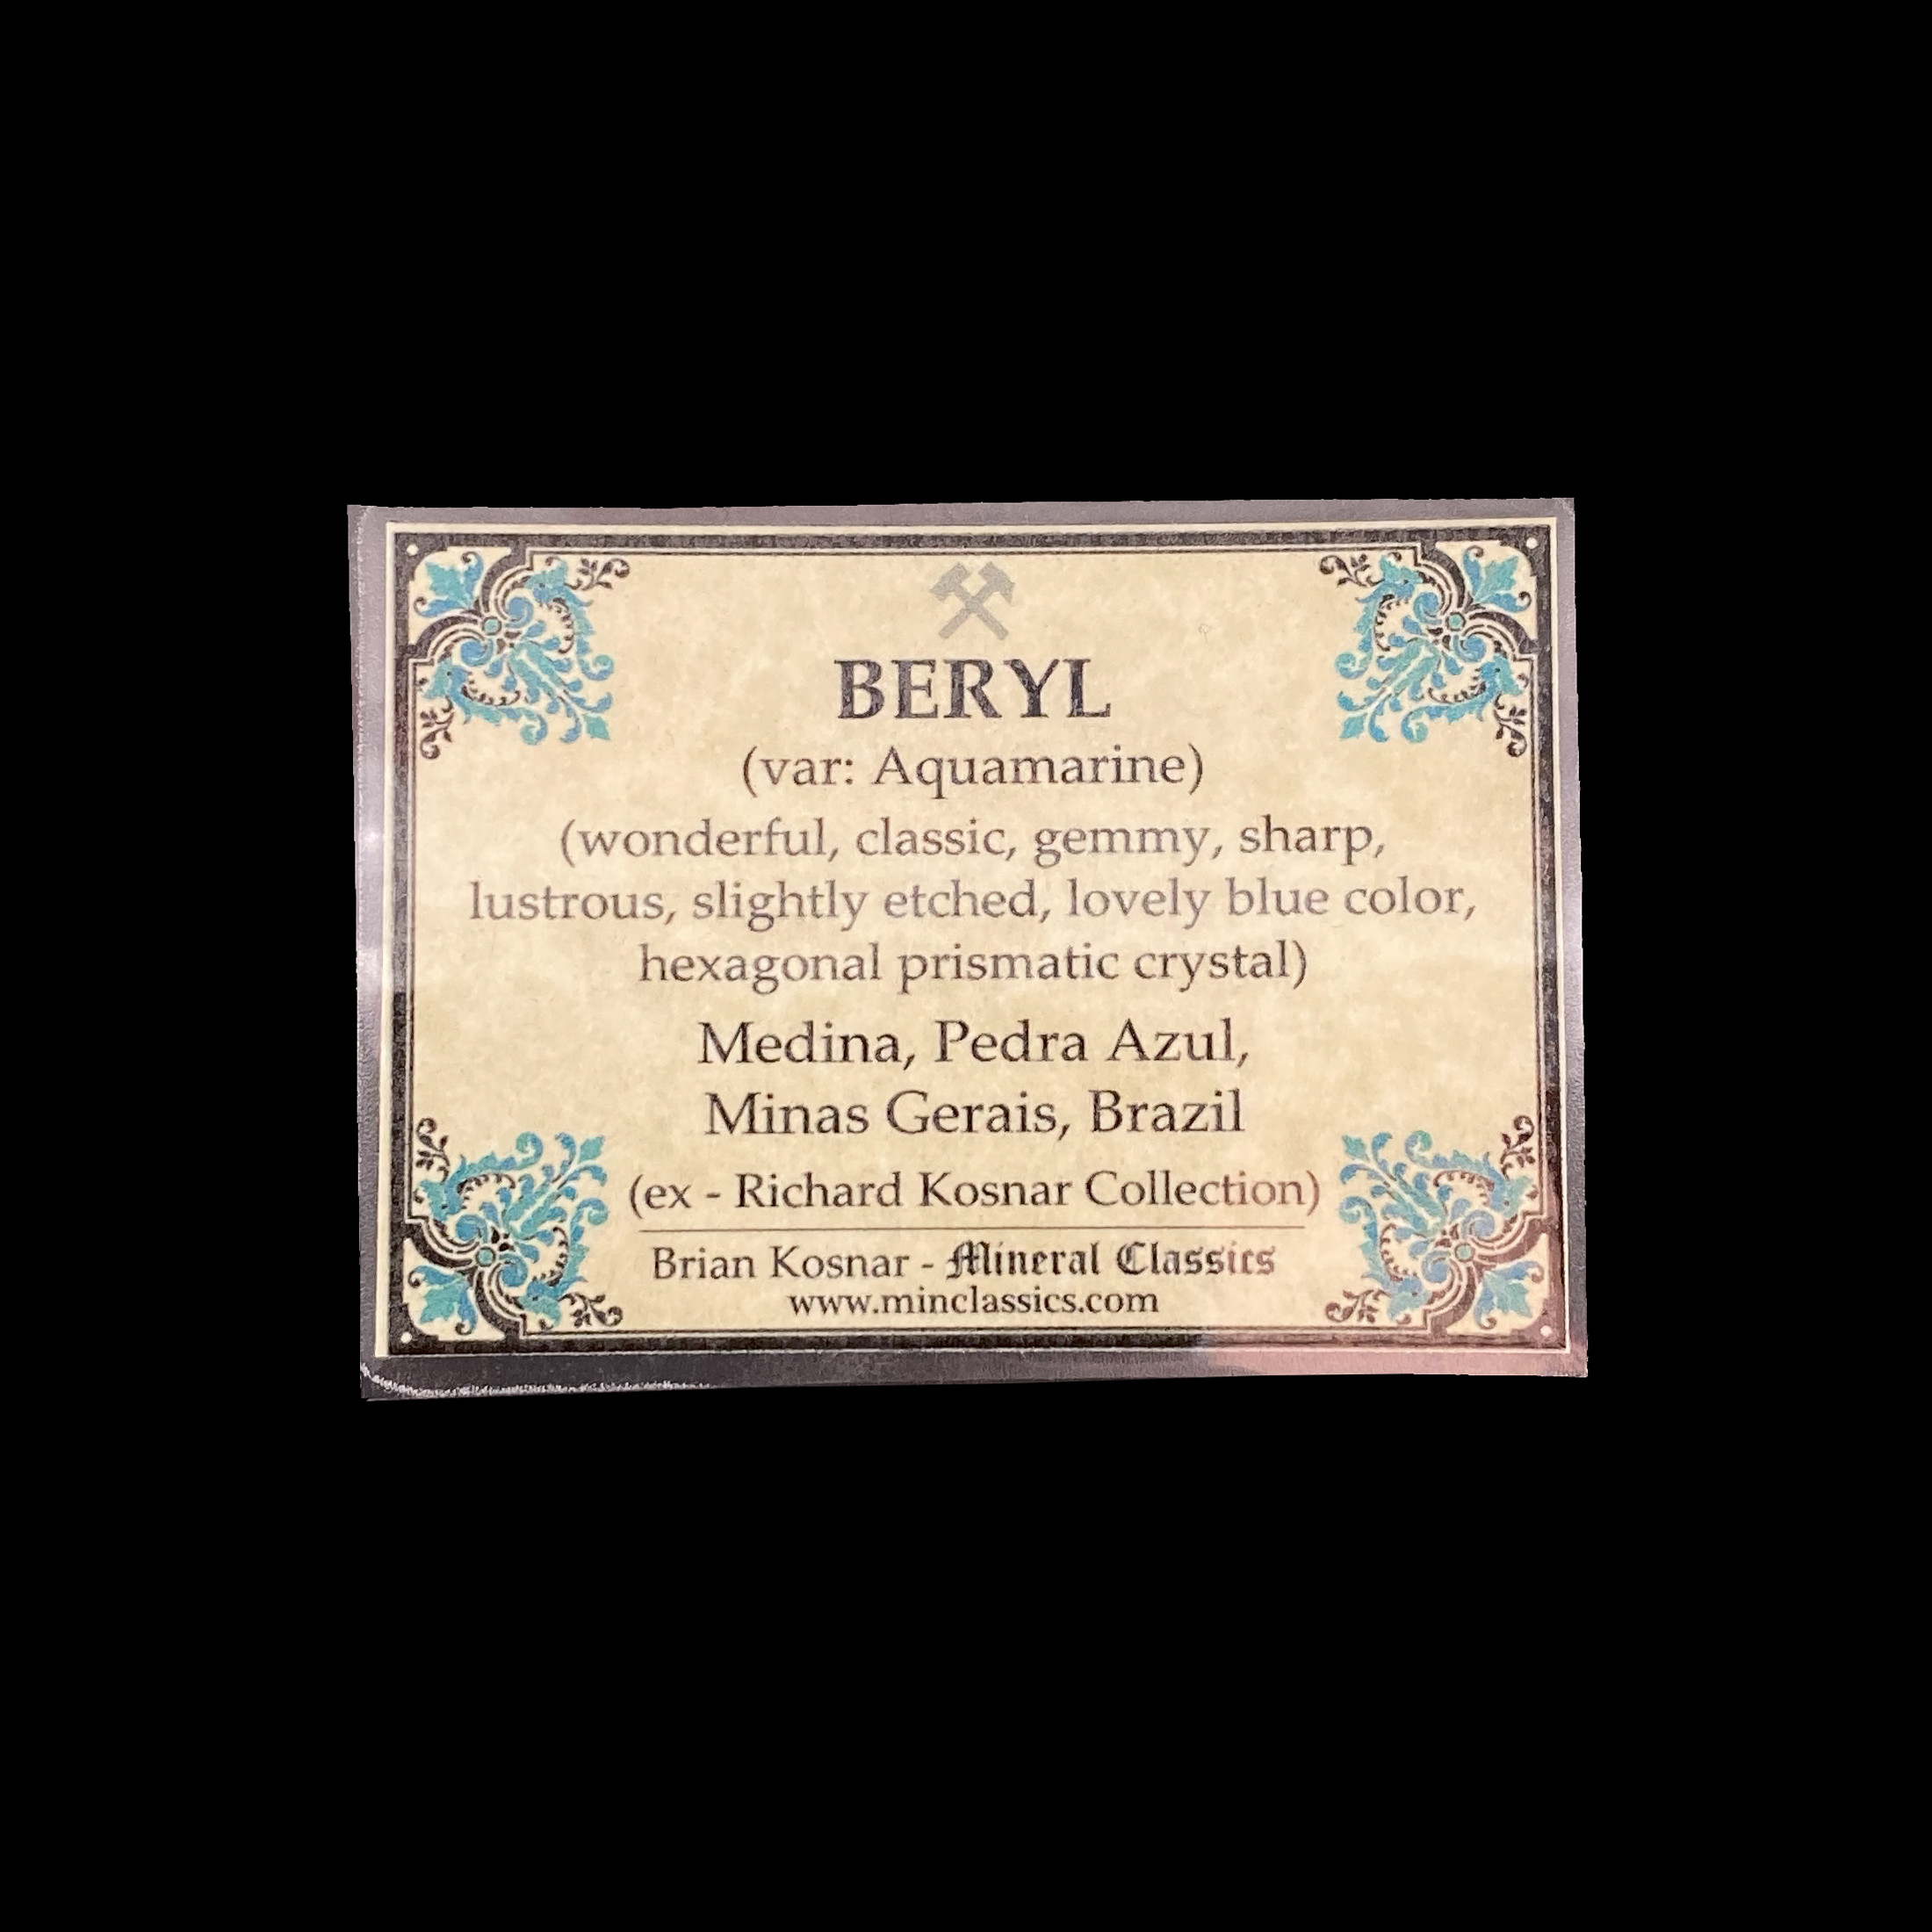 BERYL
(var: Aquamarine)
(wonderful, classic, gemmy, sharp,
lustrous, slightly etched, lovely blue color,
hexagonal prismatic crystal)
Medina, Pedra Azul,
Minas Gerais, Brazil
(ex - Richard Kosnar Collection)
Brian Kosnar - Mineral Classics
www.minclassics.com